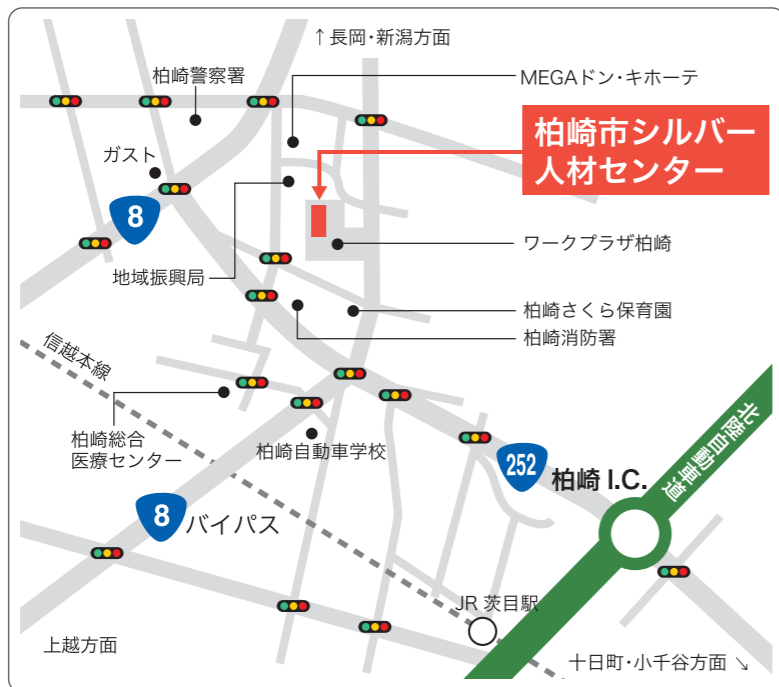 ↑長岡・新潟方面
柏崎警察署
MEGAドン・キホーテ
柏崎市シルバー
人材センター
ガスト
8
ワークプラザ柏崎
地域振興局
柏崎さくら保育園
柏崎消防署
信越本線
北陸自動車道
柏崎総合
医療センター
柏崎自動車学校
252
柏崎 I.C.
8
バイパス
JR 茨目駅
上越方面
十日町・小千谷方面 ↘